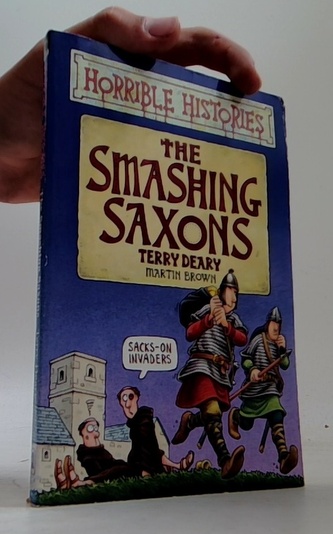 HORRIBLE HISTORIES
THE
SMASHING
SAXONS
TERRY DEARY
MARTIN BROWN
SACKS-ON
INVADERS